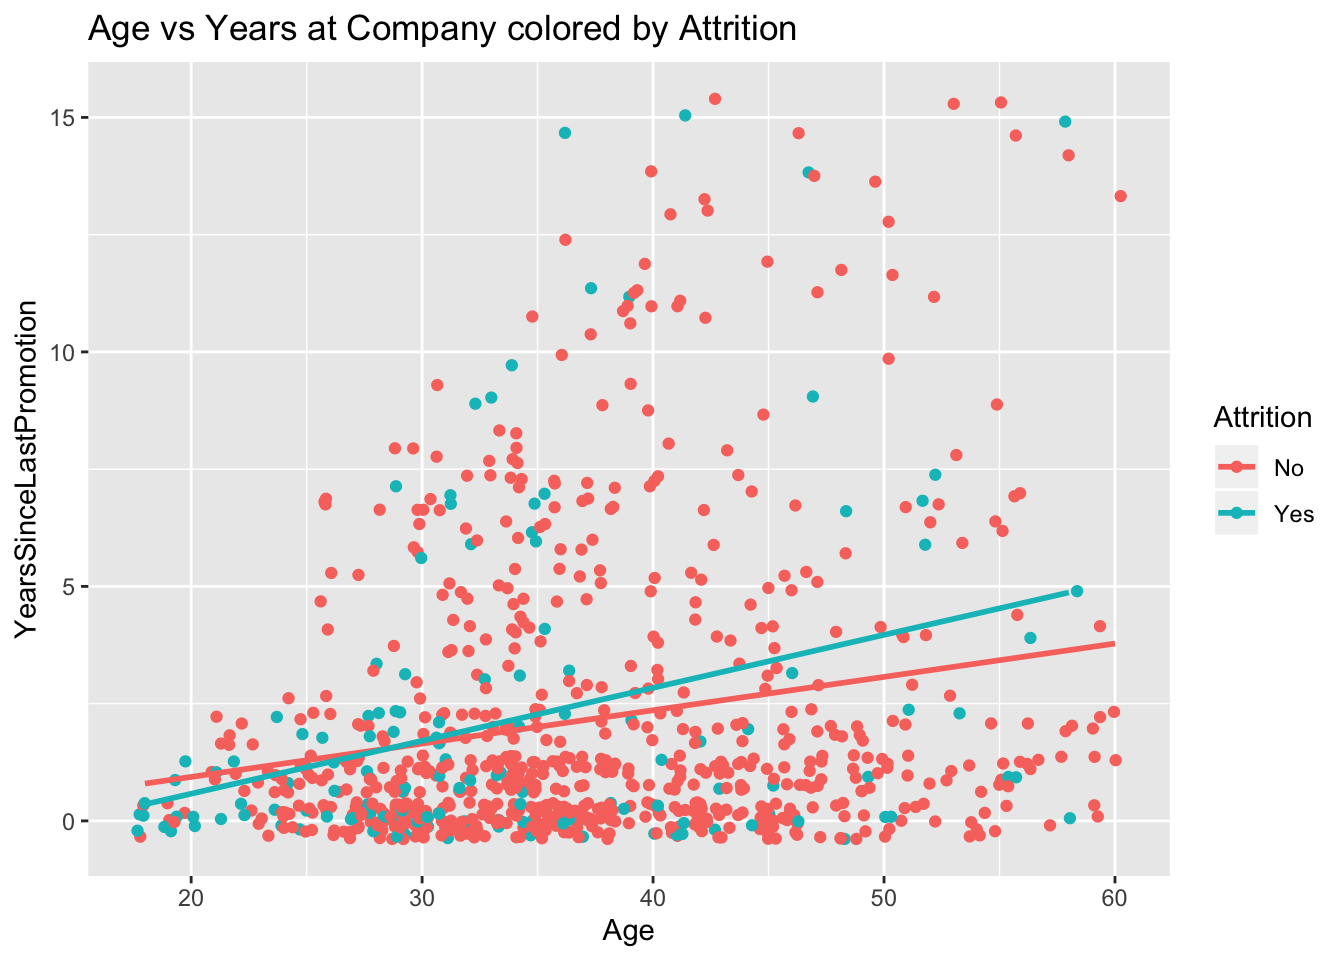 Age vs Years at Company colored by Attrition
YearsSinceLastPromotion
15
10
5
0
20
30
40
50
60
Age
Attrition
No
Yes